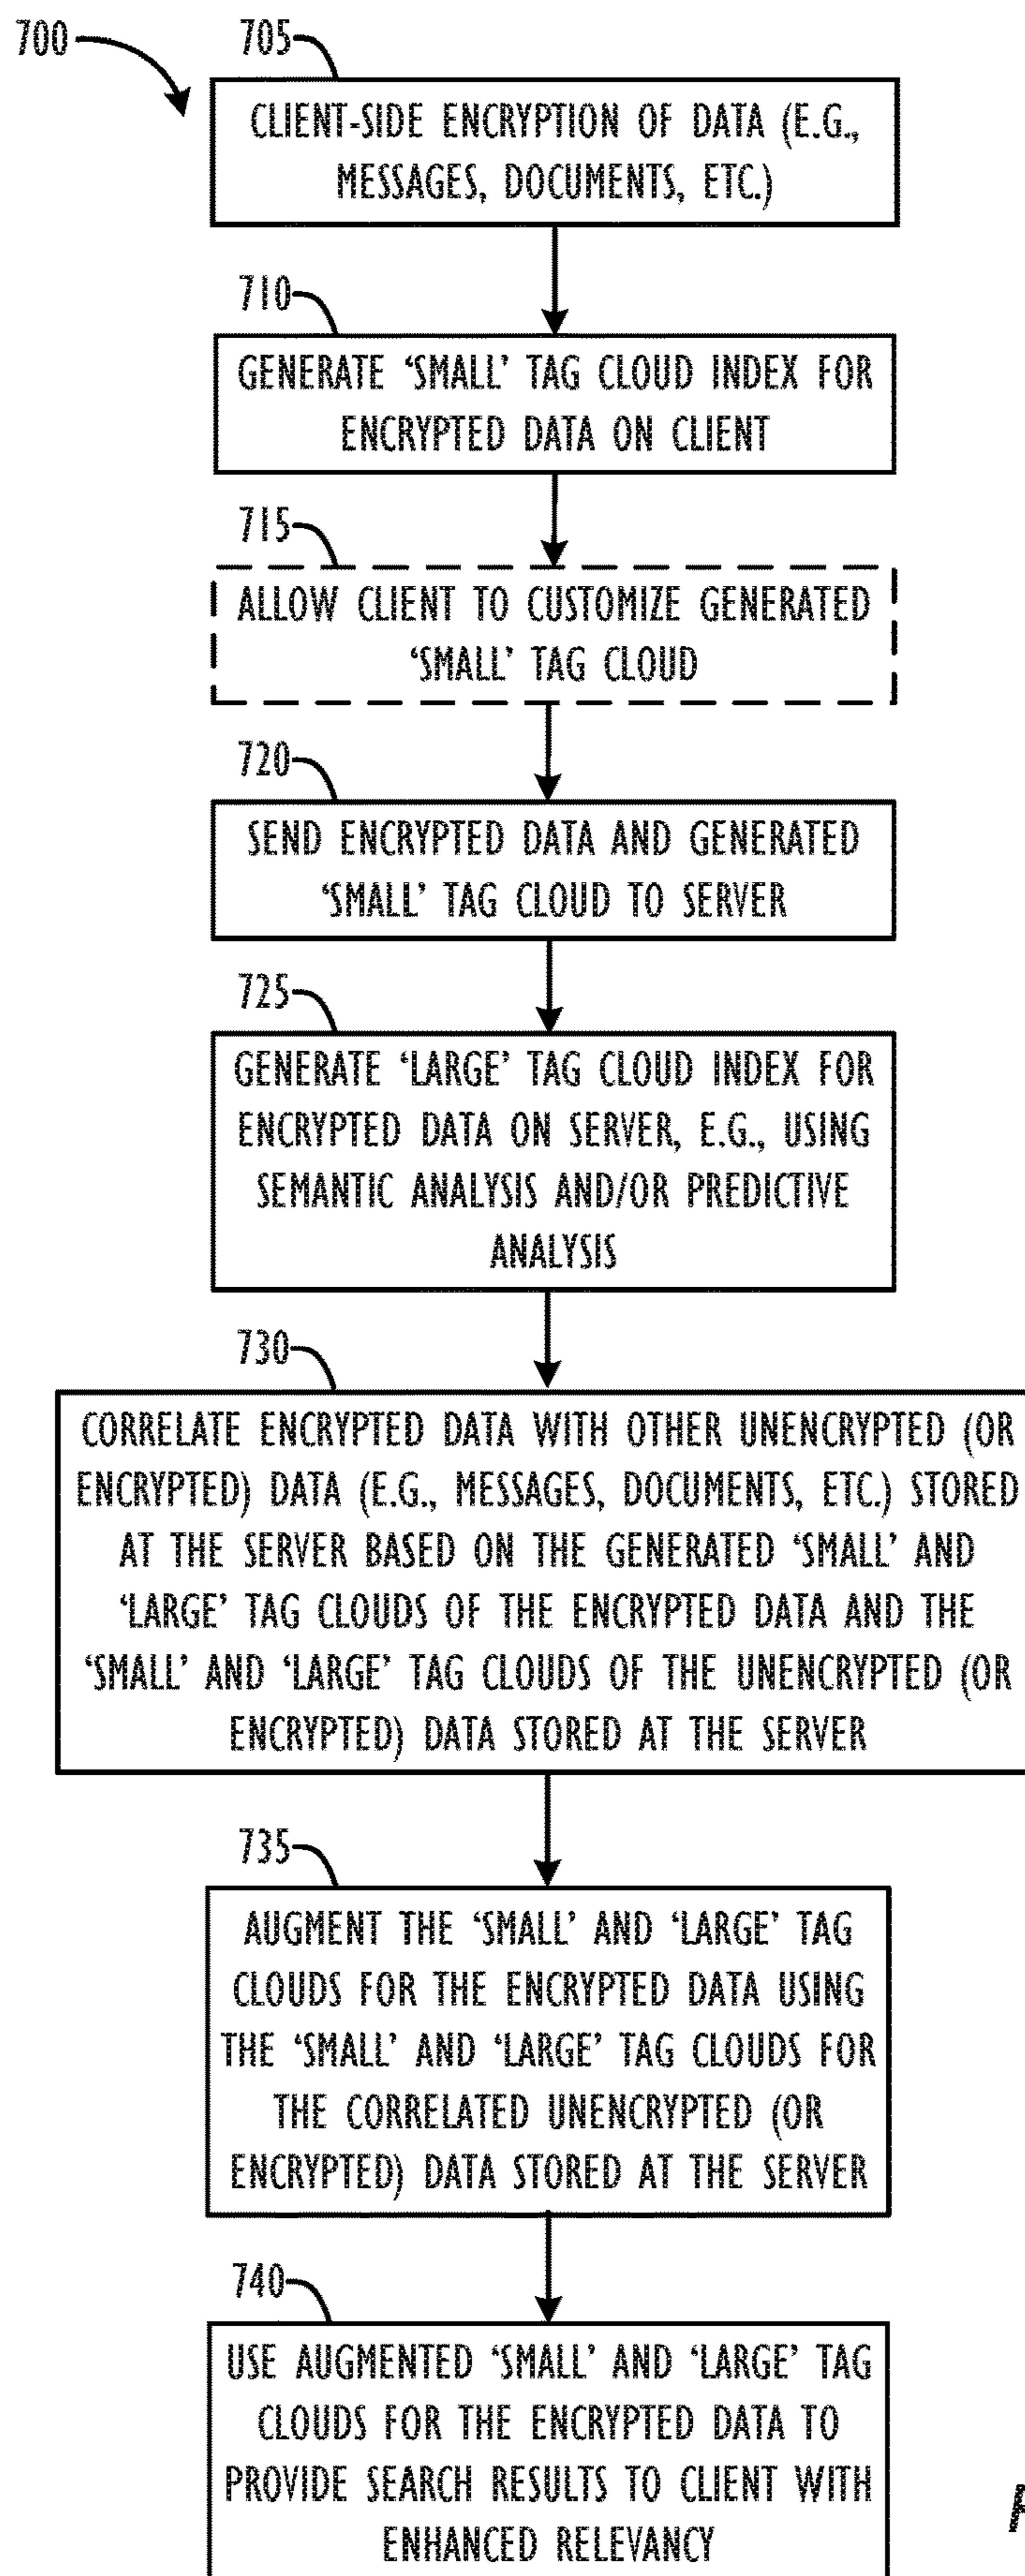 700
705
CLIENT-SIDE ENCRYPTION OF DATA (E.G.,
MESSAGES, DOCUMENTS, ETC.)
710
GENERATE ‘SMALL’ TAG CLOUD INDEX FOR
ENCRYPTED DATA ON CLIENT
715
ALLOW CLIENT TO CUSTOMIZE GENERATED
‘SMALL’ TAG CLOUD
720
SEND ENCRYPTED DATA AND GENERATED
‘SMALL’ TAG CLOUD TO SERVER
725
GENERATE ‘LARGE’ TAG CLOUD INDEX FOR
ENCRYPTED DATA ON SERVER, E.G., USING
SEMANTIC ANALYSIS AND/OR PREDICTIVE
ANALYSIS
730
CORRELATE ENCRYPTED DATA WITH OTHER UNENCRYPTED (OR
ENCRYPTED) DATA (E.G., MESSAGES, DOCUMENTS, ETC.) STORED
AT THE SERVER BASED ON THE GENERATED ‘SMALL’ AND
‘LARGE’ TAG CLOUDS OF THE ENCRYPTED DATA AND THE
‘SMALL’ AND ‘LARGE’ TAG CLOUDS OF THE UNENCRYPTED (OR
ENCRYPTED) DATA STORED AT THE SERVER
735
AUGMENT THE ‘SMALL’ AND ‘LARGE’ TAG
CLOUDS FOR THE ENCRYPTED DATA USING
THE ‘SMALL’ AND ‘LARGE’ TAG CLOUDS FOR
THE CORRELATED UNENCRYPTED (OR
ENCRYPTED) DATA STORED AT THE SERVER
740
USE AUGMENTED ‘SMALL’ AND ‘LARGE’ TAG
CLOUDS FOR THE ENCRYPTED DATA TO
PROVIDE SEARCH RESULTS TO CLIENT WITH
ENHANCED RELEVANCY